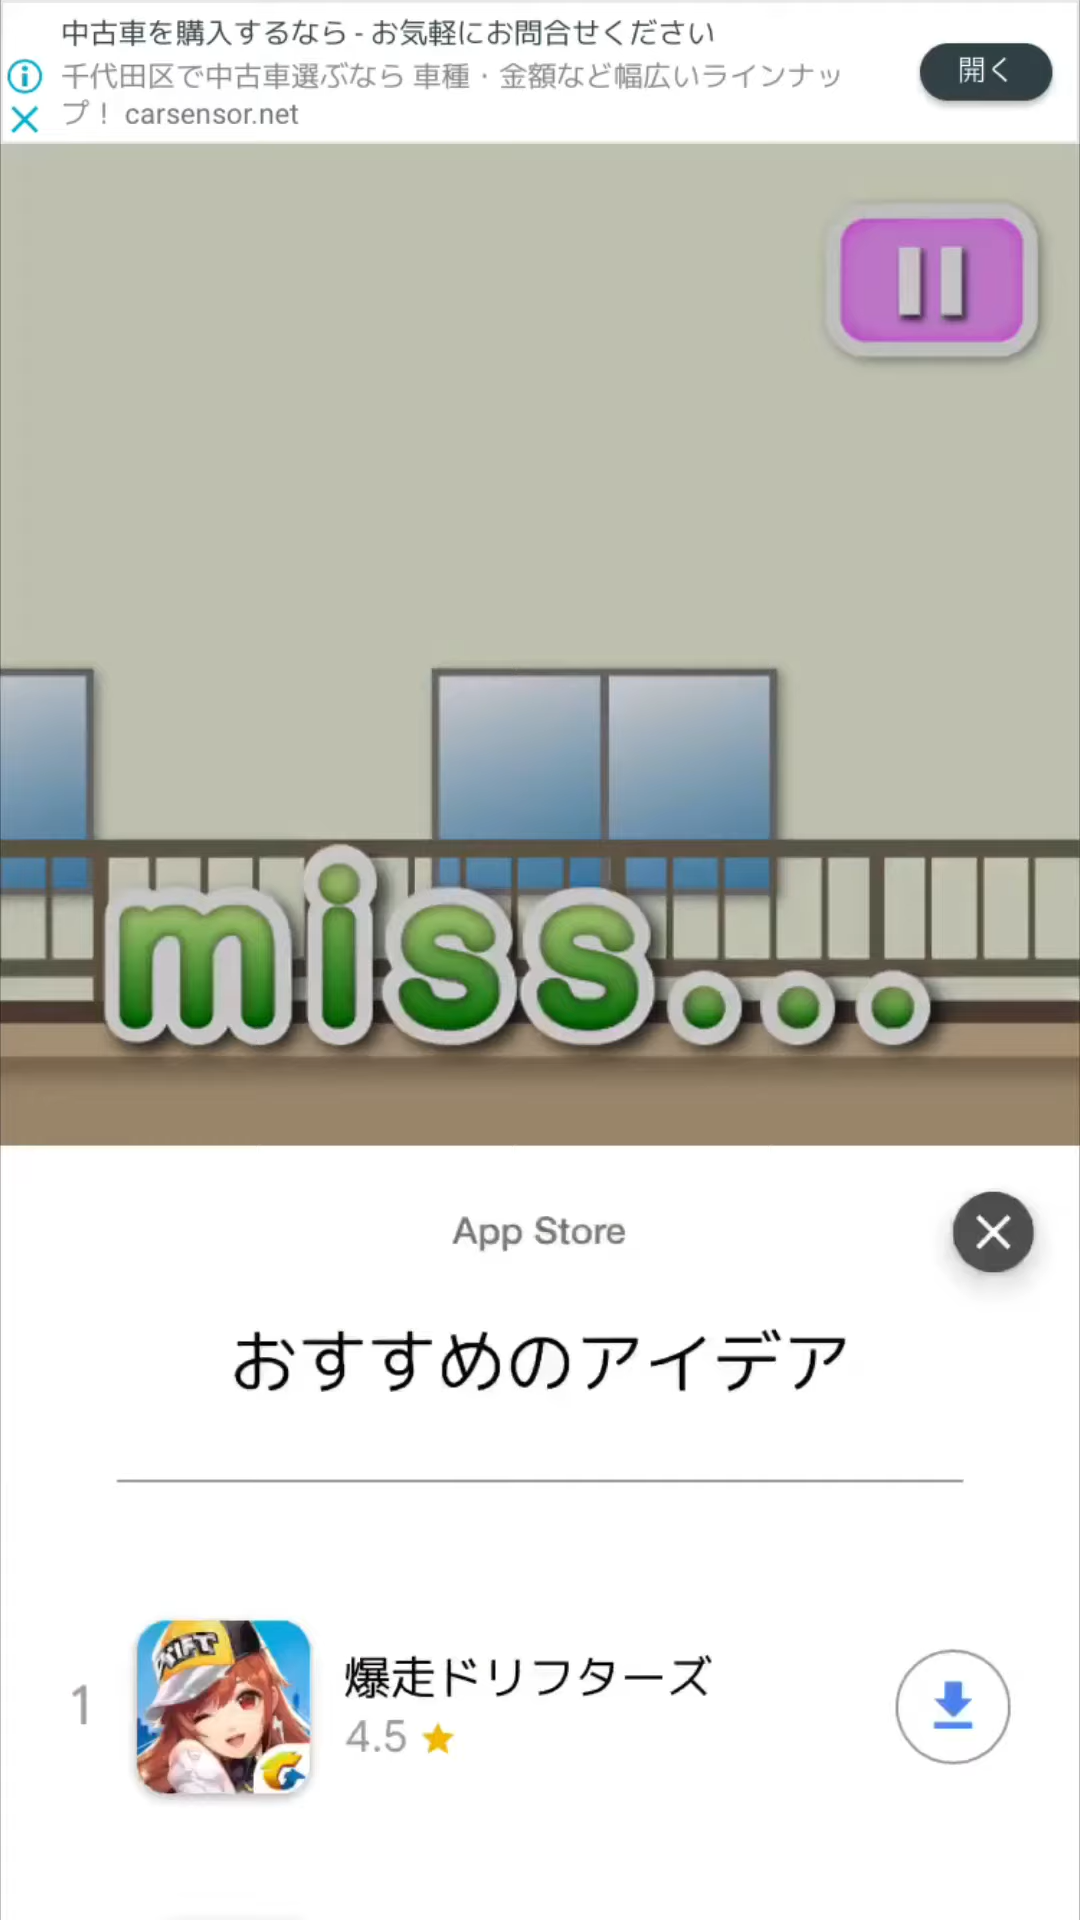 中古車を購入するなら - お気軽にお問合せください
千代田区で中古車選ぶなら 車種・金額など幅広いラインナッ
プ！ carsensor.net
開く
miss...
App Store
おすすめのアイデア
1
爆走ドリフターズ
4.5